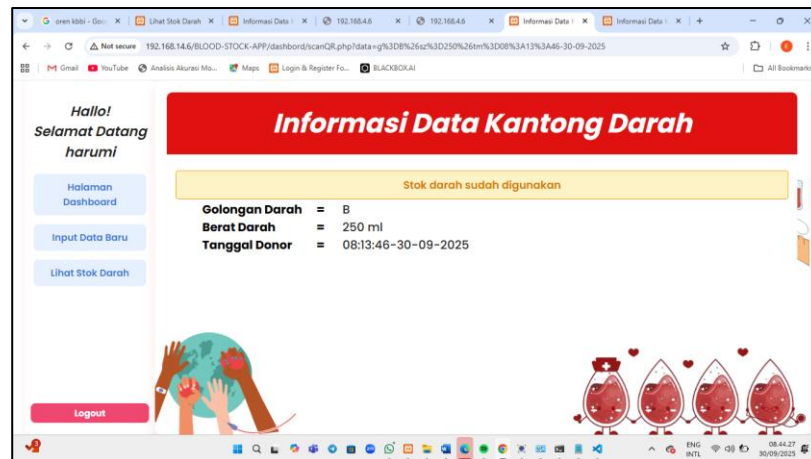 oren kbbi - Goo
Lihat Stok Darah
Informasi Data
192.168.4.6
192.168.4.6
Informasi Data
Informasi Data
Not secure
192.168.14.6/BLOOD-STOCK-APP/dashbord/scanQR.php?data=g%3DB%26sz%3D250%26tm%3D08%3A13%3A46-30-09-2025
Gmail
YouTube
Analisis Akurasi Mo...
Maps
Login & Register Fo...
BLACKBOX.AI
All Bookmarks
Hallo!
Selamat Datang
harumi
Halaman
Dashboard
Input Data Baru
Lihat Stok Darah
Logout
Informasi Data Kantong Darah
Stok darah sudah digunakan
Golongan Darah = B
Berat Darah = 250 ml
Tanggal Donor = 08:13:46-30-09-2025
ENG
INTL
08.44.27
30/09/2025